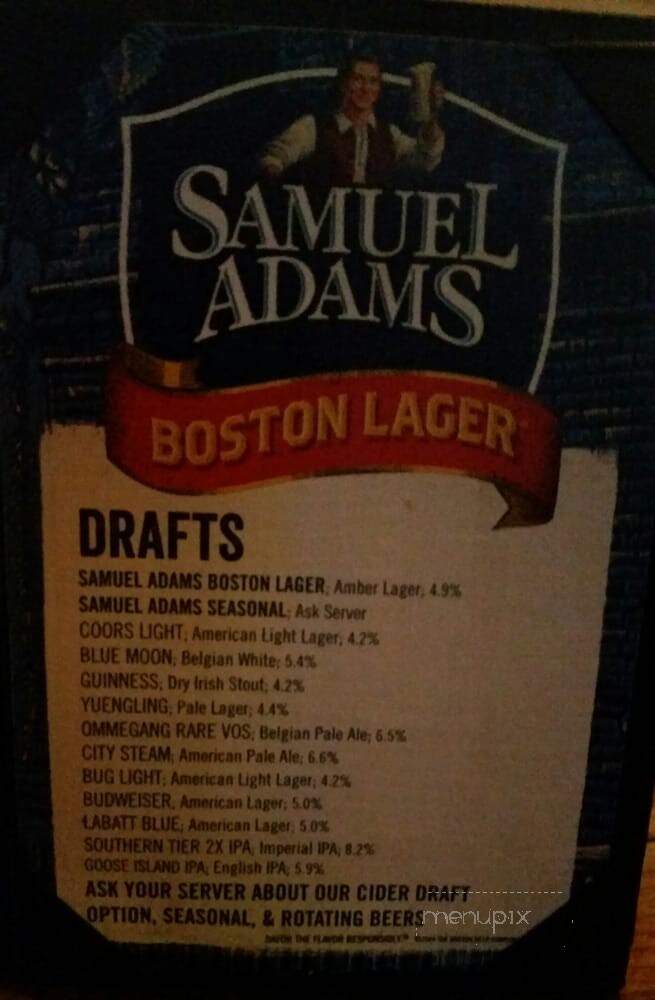 SAMUEL
ADAMS
BOSTON LAGER
DRAFTS
SAMUEL ADAMS BOSTON LAGER; Amber Lager; 4.9%
SAMUEL ADAMS SEASONAL; Ask Server
COORS LIGHT; American Light Lager; 4.2%
BLUE MOON; Belgian White; 5.4%
GUINNESS; Dry Irish Stout; 4.2%
YUENGLING; Pale Lager; 4.4%
OMMEGANG RARE VOS; Belgian Pale Ale; 6.5%
CITY STEAM; American Pale Ale; 6.6%
BUG LIGHT; American Light Lager; 4.2%
BUDWEISER, American Lager; 5.0%
LABATT BLUE; American Lager; 5.0%
SOUTHERN TIER 2X IPA; Imperial IPA; 8.2%
GOOSE ISLAND IPA; English IPA; 5.9%
ASK YOUR SERVER ABOUT OUR CIDER DRAFT
OPTION, SEASONAL, & ROTATING BEERS
menupix
SAVOR THE FLAVOR RESPONSIBLY.®